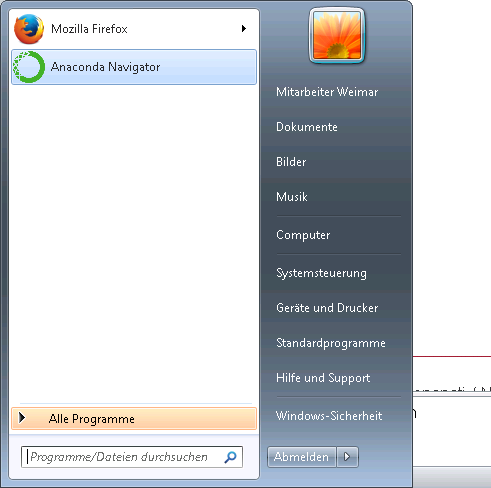 Mozilla Firefox
Anaconda Navigator
Alle Programme
Programme/Dateien durchsuchen
Mitarbeiter Weimar
Dokumente
Bilder
Musik
Computer
Systemsteuerung
Geräte und Drucker
Standardprogramme
Hilfe und Support
Windows-Sicherheit
Abmelden